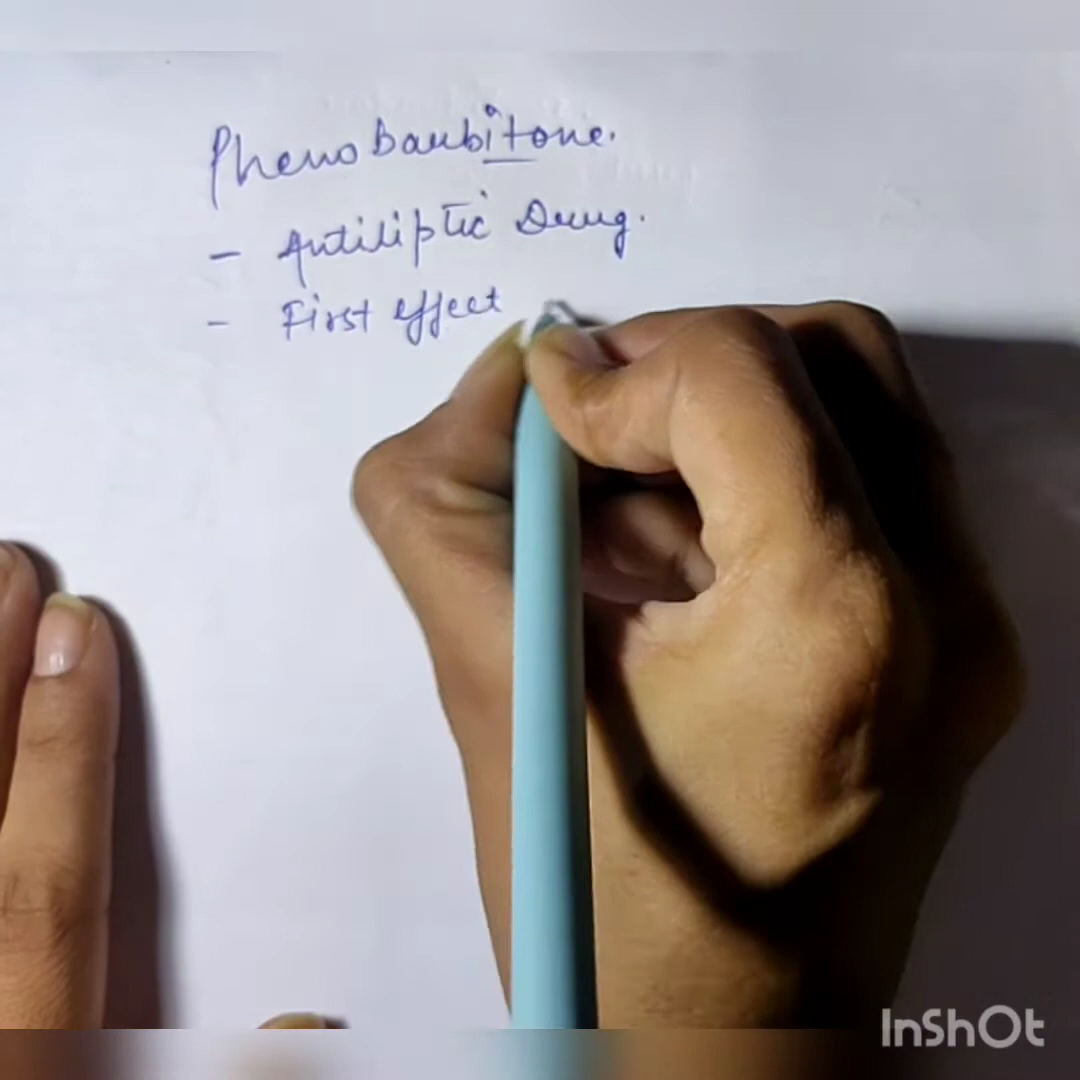 Phenobarbitone.
- Antiliptic Drug.
- First effect
InShOt